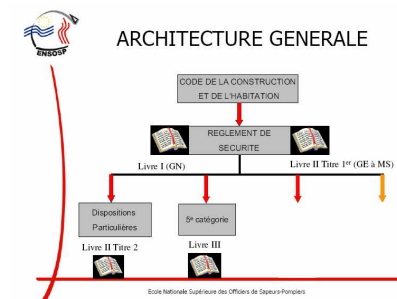 ENSOSP
ARCHITECTURE GENERALE
CODE DE LA CONSTRUCTION
ET DE L'HABITATION
REGLEMENT DE
SECURITE
Livre I (GN)
Livre II Titre 1er (GE à MS)
Dispositions
Particulières
5e catégorie
Livre II Titre 2
Livre III
Ecole Nationale Supérieure des Officiers de Sapeurs-Pompiers